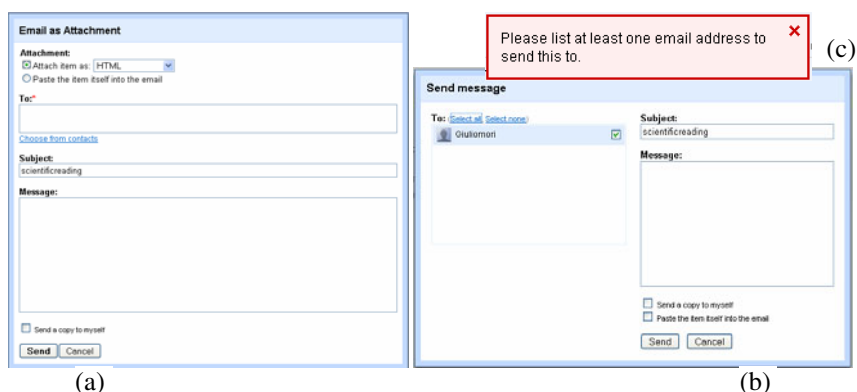 Email as Attachment
Attachment:
Attach item as: HTML
Paste the item itself into the email
To:*
Choose from contacts
Subject:
scientificreading
Message:
Send a copy to myself
Send Cancel
(a)
Please list at least one email address to
send this to.
(c)
Send message
To: (Select all, Select none)
Giuliomori
Subject:
scientificreading
Message:
Send a copy to myself
Paste the item itself into the email
Send Cancel
(b)